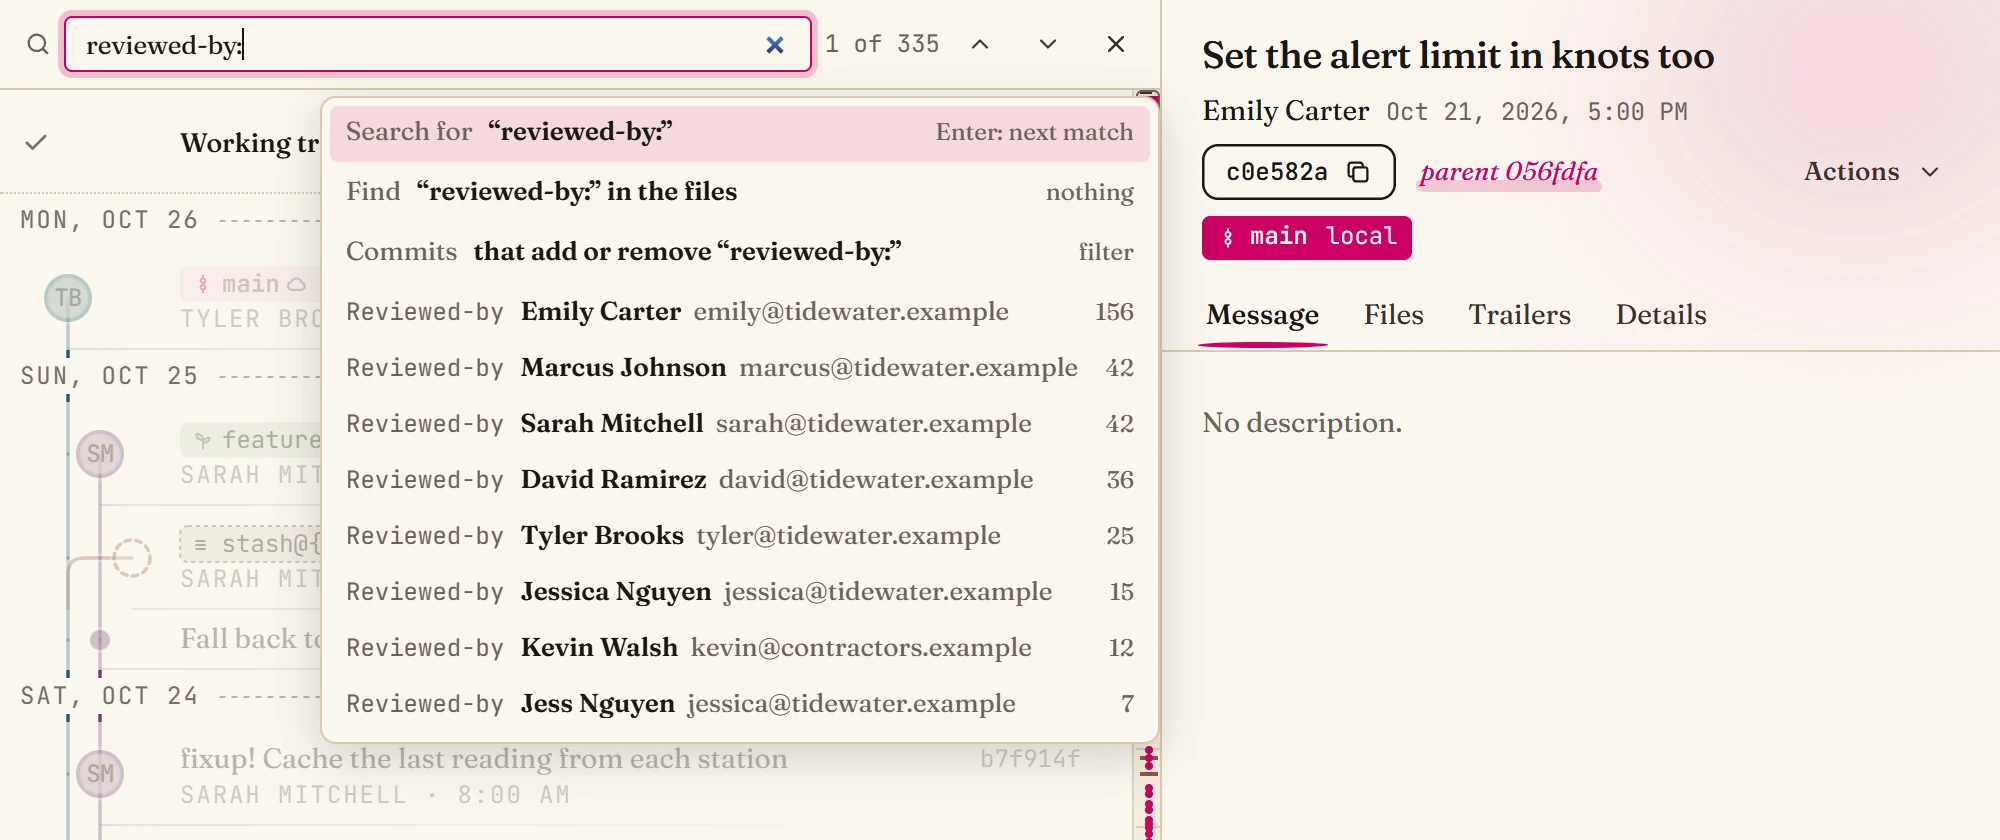 reviewed-by:
1 of 335
Search for “reviewed-by:” Enter: next match
Find “reviewed-by:” in the files nothing
Commits that add or remove “reviewed-by:” filter
Reviewed-by Emily Carter emily@tidewater.example 156
Reviewed-by Marcus Johnson marcus@tidewater.example 42
Reviewed-by Sarah Mitchell sarah@tidewater.example 42
Reviewed-by David Ramirez david@tidewater.example 36
Reviewed-by Tyler Brooks tyler@tidewater.example 25
Reviewed-by Jessica Nguyen jessica@tidewater.example 15
Reviewed-by Kevin Walsh kevin@contractors.example 12
Reviewed-by Jess Nguyen jessica@tidewater.example 7
Working tr
MON, OCT 26
TB
main
TYLER BRO
SUN, OCT 25
SM
feature
SARAH MIT
stash@{
SARAH MIT
Fall back to
SAT, OCT 24
SM
fixup! Cache the last reading from each station b7f914f
SARAH MITCHELL · 8:00 AM
Set the alert limit in knots too
Emily Carter Oct 21, 2026, 5:00 PM
c0e582a parent 056fdfa Actions
main local
Message Files Trailers Details
No description.